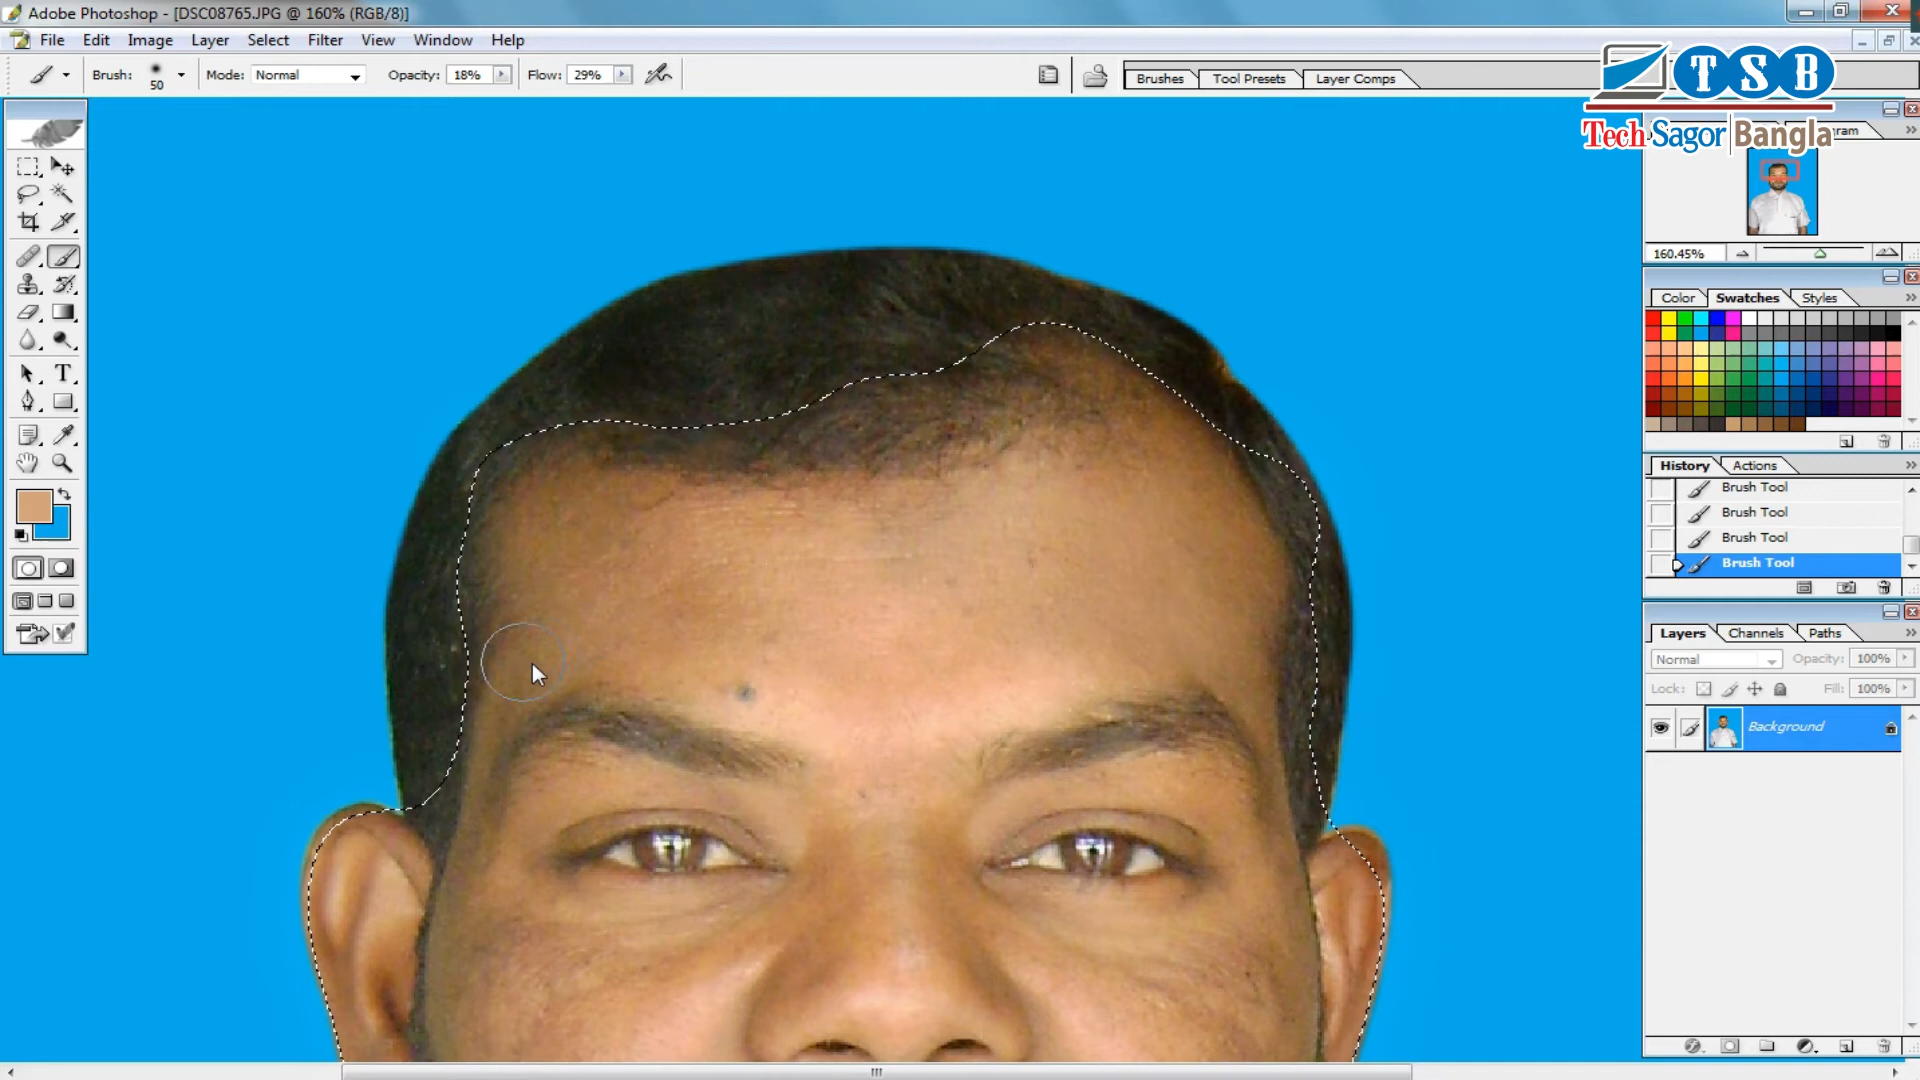 Adobe Photoshop - [DSC08765.JPG @ 160% (RGB/8)]
File Edit Image Layer Select Filter View Window Help
Brush: 50 Mode: Normal Opacity: 18% Flow: 29%
Brushes Tool Presets Layer Comps
TSB
Tech Sagor Bangla
160.45%
Color Swatches Styles
History Actions
Brush Tool
Brush Tool
Brush Tool
Brush Tool
Layers Channels Paths
Normal Opacity: 100%
Lock: Fill: 100%
Background